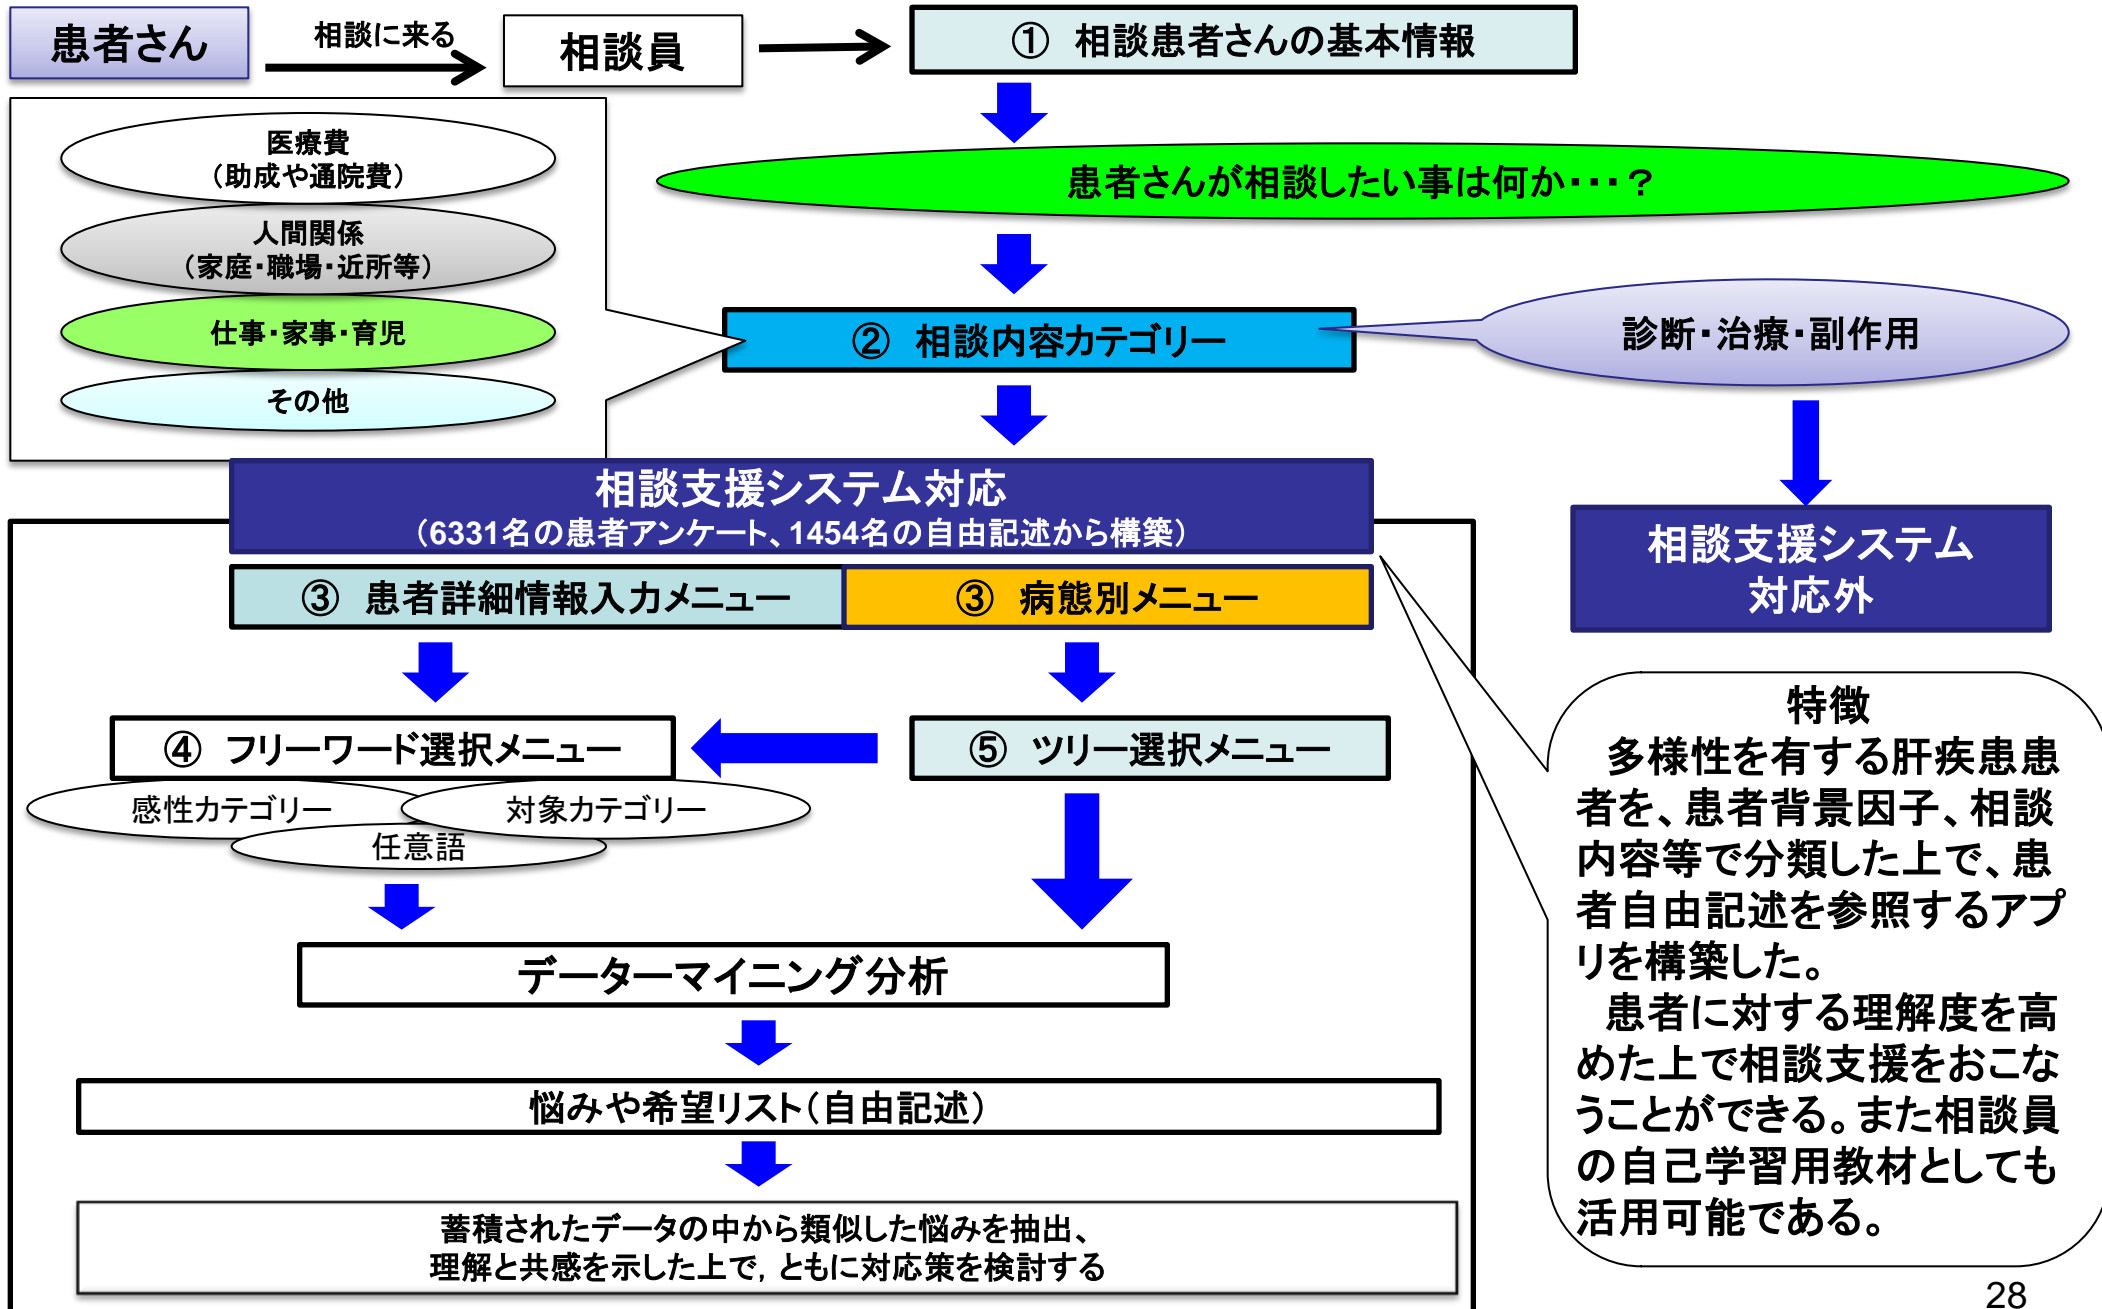 患者さん
相談に来る
相談員
① 相談患者さんの基本情報
医療費
（助成や通院費）
人間関係
（家庭・職場・近所等）
仕事・家事・育児
その他
患者さんが相談したい事は何か・・・？
② 相談内容カテゴリー
診断・治療・副作用
相談支援システム対応
（6331名の患者アンケート、1454名の自由記述から構築）
相談支援システム
対応外
③ 患者詳細情報入力メニュー
③ 病態別メニュー
④ フリーワード選択メニュー
⑤ ツリー選択メニュー
感性カテゴリー
対象カテゴリー
任意語
データーマイニング分析
悩みや希望リスト（自由記述）
蓄積されたデータの中から類似した悩みを抽出、
理解と共感を示した上で，ともに対応策を検討する
特徴
多様性を有する肝疾患患
者を、患者背景因子、相談
内容等で分類した上で、患
者自由記述を参照するアプ
リを構築した。
患者に対する理解度を高
めた上で相談支援をおこな
うことができる。また相談員
の自己学習用教材としても
活用可能である。
28